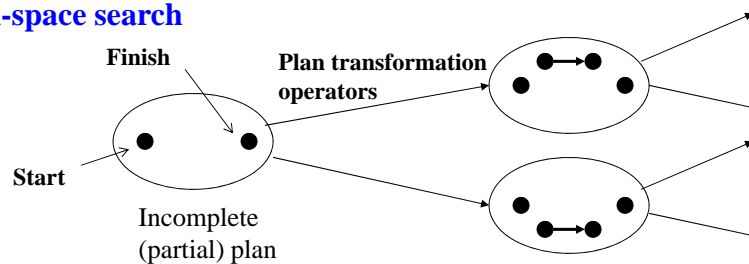 -space search
Finish
Plan transformation
operators
Start
Incomplete
(partial) plan